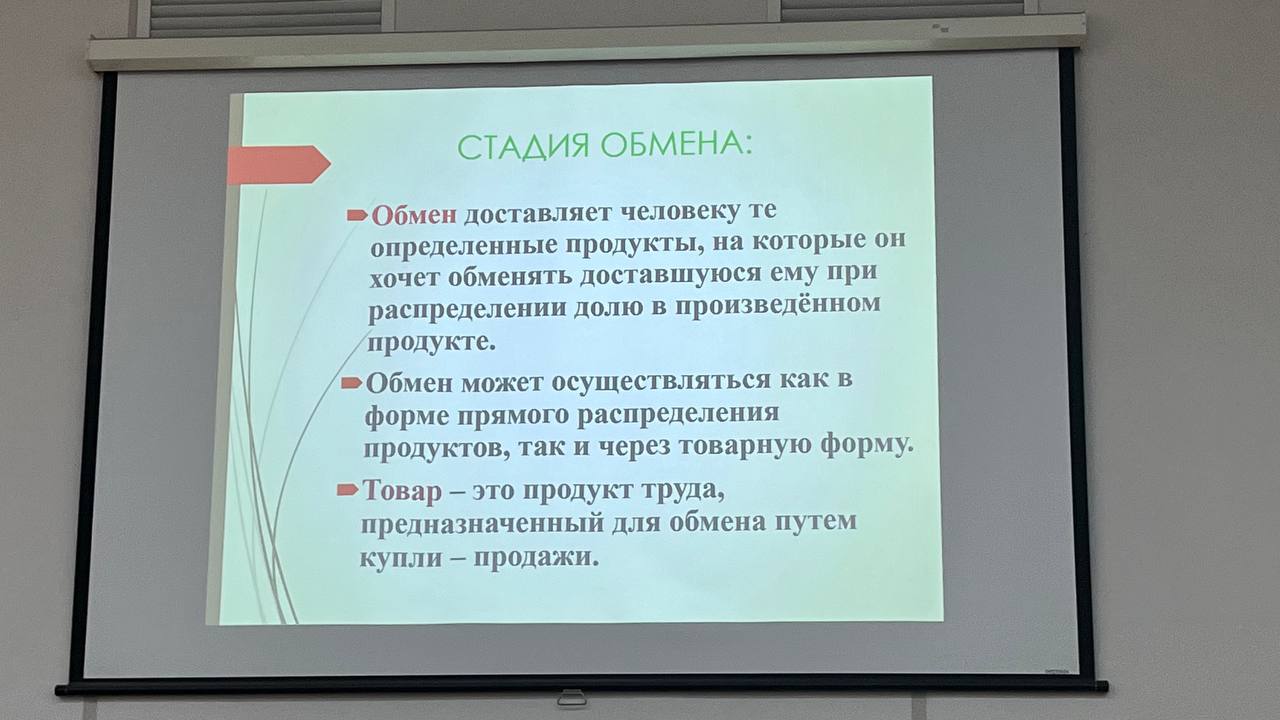 СТАДИЯ ОБМЕНА:
Обмен доставляет человеку те
определенные продукты, на которые он
хочет обменять доставшуюся ему при
распределении долю в произведённом
продукте.
Обмен может осуществляться как в
форме прямого распределения
продуктов, так и через товарную форму.
Товар – это продукт труда,
предназначенный для обмена путем
купли – продажи.